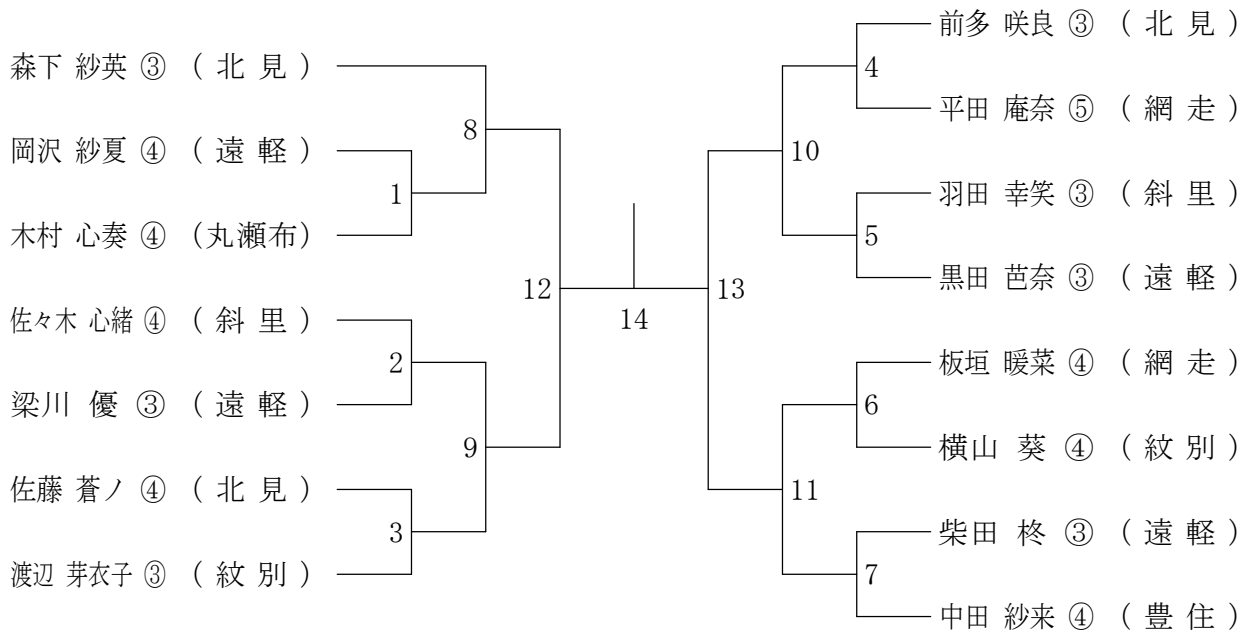 森下 紗英 ③ ( 北 見 )
8
岡沢 紗夏 ④ ( 遠 軽 )
1
木村 心奏 ④ (丸瀬布)
12
佐々木 心緒 ④ ( 斜 里 )
2
梁川 優 ③ ( 遠 軽 )
9
佐藤 蒼ノ ④ ( 北 見 )
3
渡辺 芽衣子 ③ ( 紋 別 )
14
前多 咲良 ③ ( 北 見 )
4
平田 庵奈 ⑤ ( 網 走 )
10
羽田 幸笑 ③ ( 斜 里 )
5
黒田 芭奈 ③ ( 遠 軽 )
13
板垣 暖菜 ④ ( 網 走 )
6
横山 葵 ④ ( 紋 別 )
11
柴田 柊 ③ ( 遠 軽 )
7
中田 紗来 ④ ( 豊 住 )